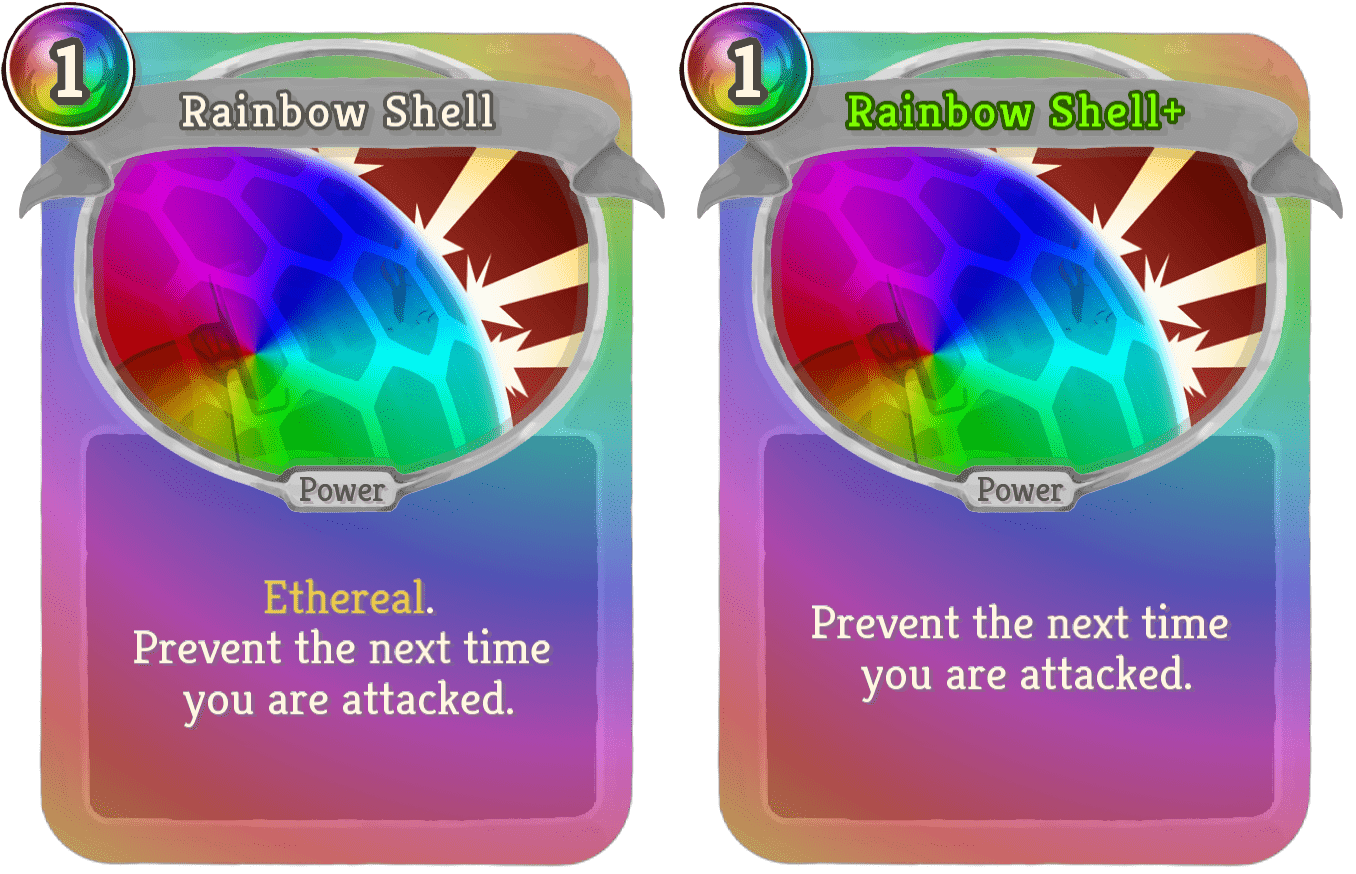 1
Rainbow Shell
Power
Ethereal.
Prevent the next time
you are attacked.
1
Rainbow Shell+
Power
Prevent the next time
you are attacked.